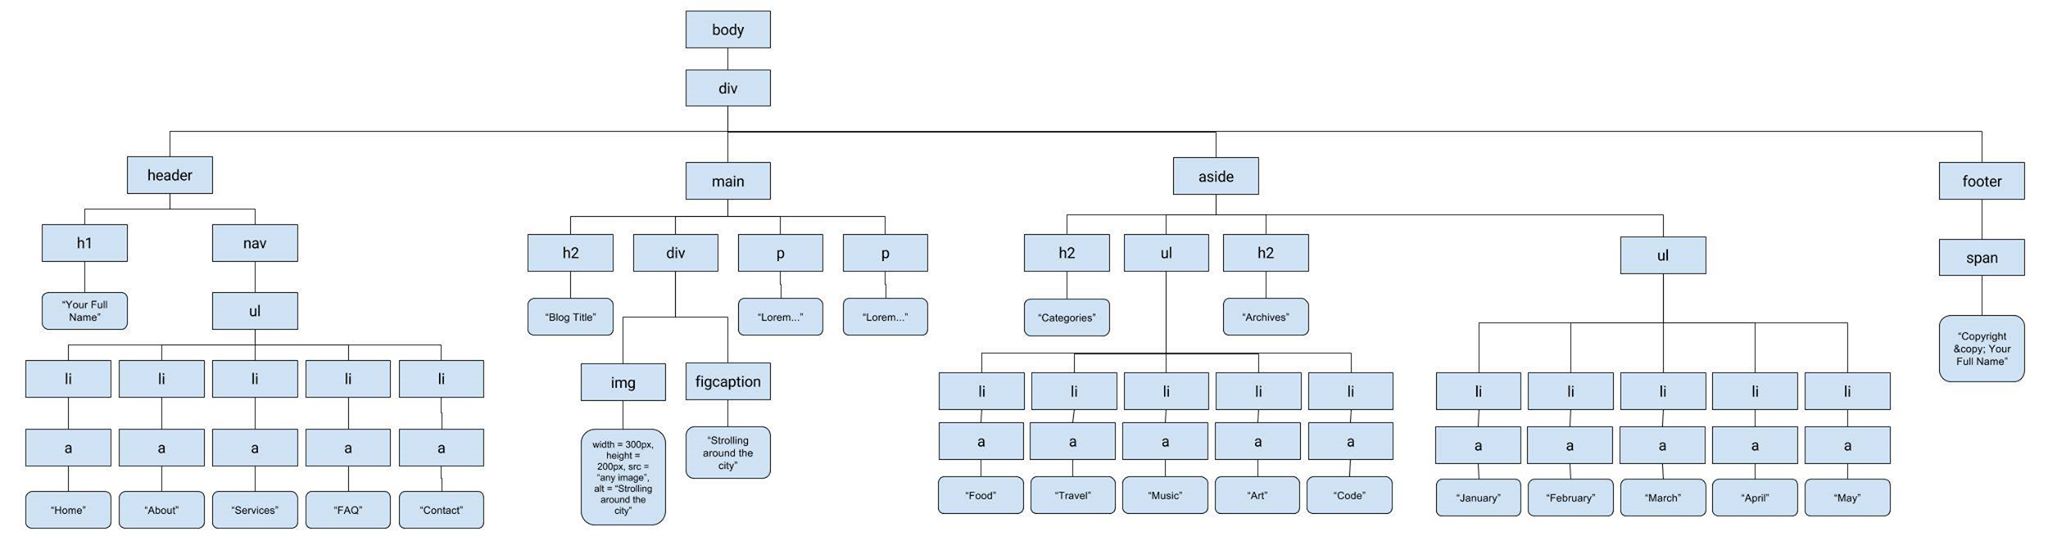 body
div
header
main
aside
footer
h1
nav
h2
div
p
p
h2
ul
h2
ul
span
“Your Full
Name”
ul
“Blog Title”
“Lorem...”
“Lorem...”
“Categories”
“Archives”
“Copyright
&copy; Your
Full Name”
li
li
li
li
li
img
figcaption
li
li
li
li
li
li
li
li
li
li
a
a
a
a
a
width = 300px,
height =
200px, src =
“any image”,
alt = “Strolling
around the
city”
“Strolling
around the
city”
a
a
a
a
a
a
a
a
a
a
“Home”
“About”
“Services”
“FAQ”
“Contact”
“Food”
“Travel”
“Music”
“Art”
“Code”
“January”
“February”
“March”
“April”
“May”